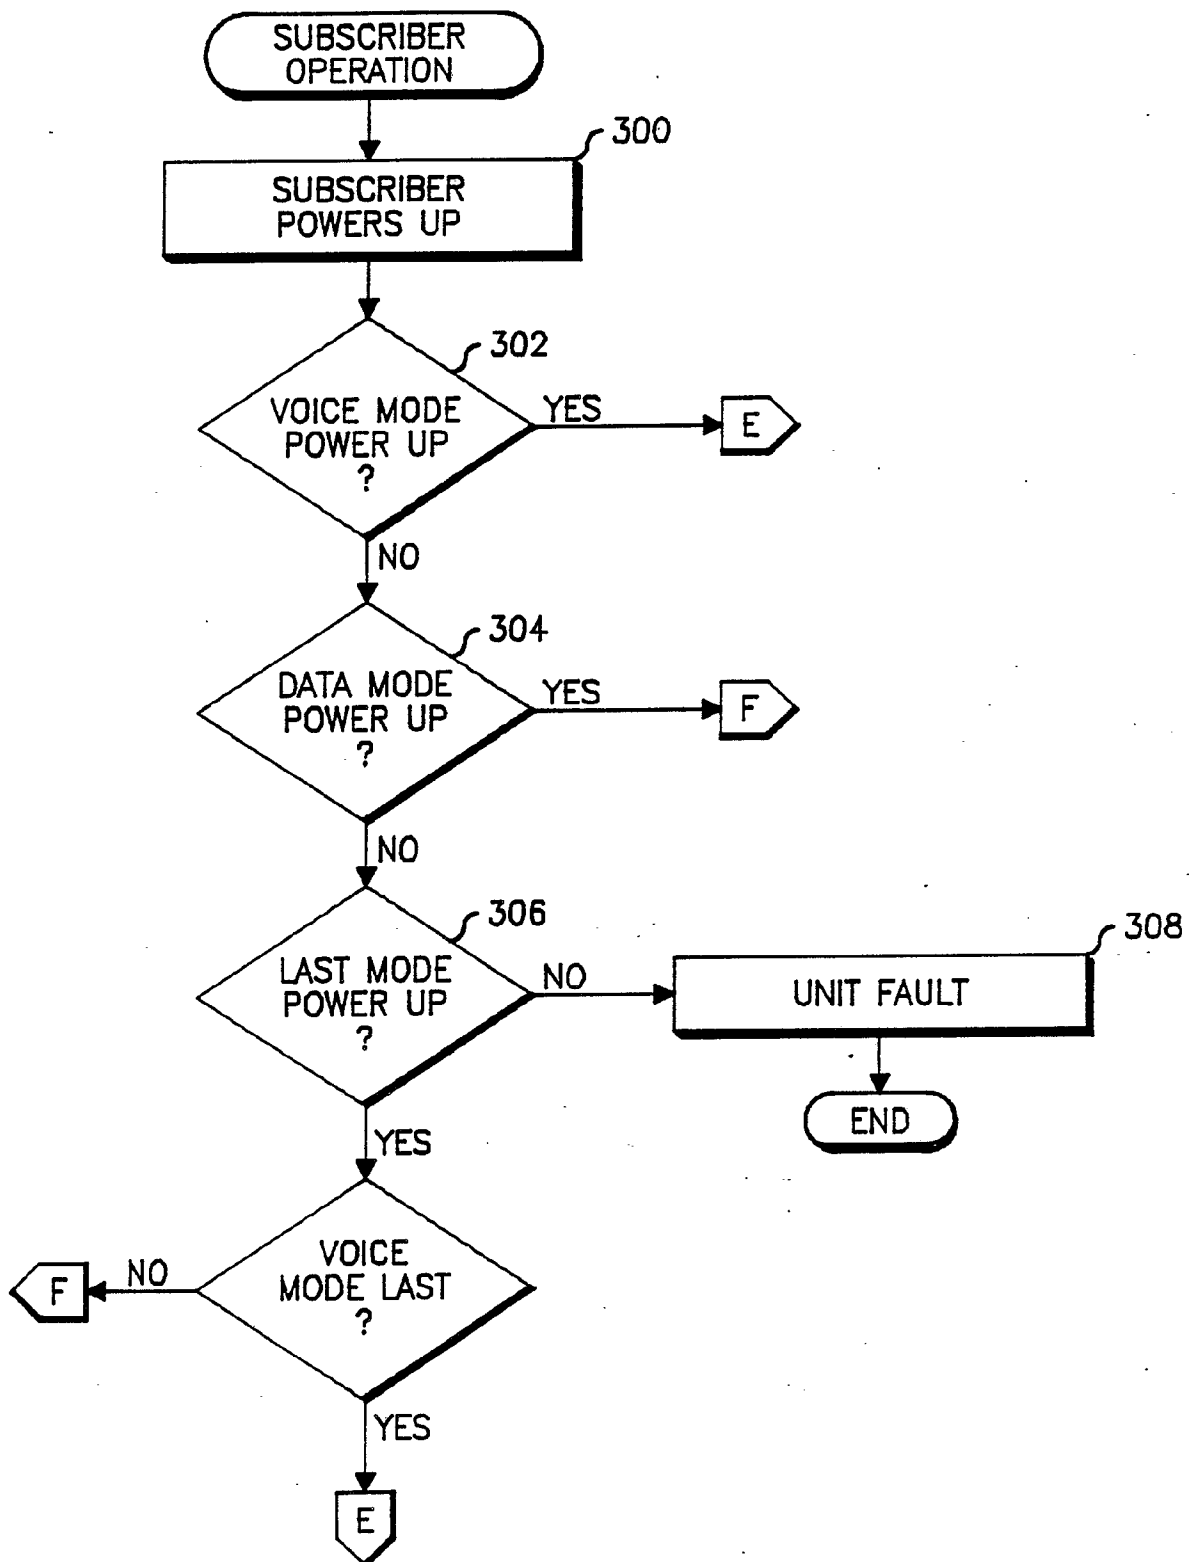 SUBSCRIBER
OPERATION
300
SUBSCRIBER
POWERS UP
302
VOICE MODE
POWER UP
?
YES
E
NO
304
DATA MODE
POWER UP
?
YES
F
NO
306
LAST MODE
POWER UP
?
NO
308
UNIT FAULT
END
YES
VOICE
MODE LAST
?
NO
F
YES
E